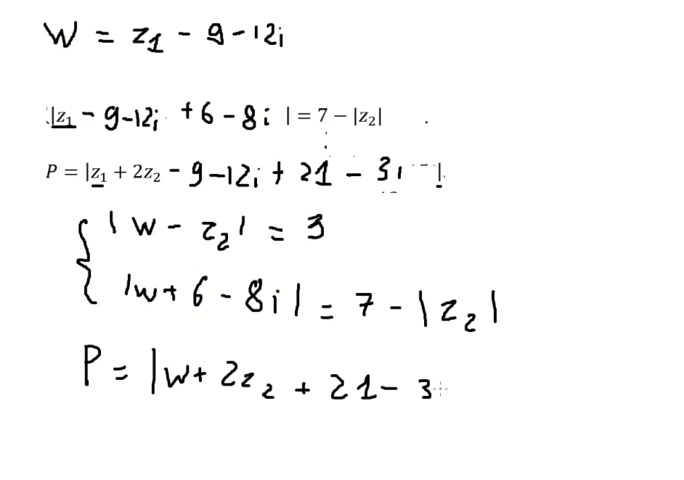 W = z1 - 9 - 12i
|z₁ - 9-12i + 6 - 8i | = 7 − |z₂|
P = |z₁ + 2z₂ - 9-12i + 21 - 3i |
{ | w - z₂ | = 3
| w + 6 - 8i | = 7 - | z₂ |
P = | w + 2z₂ + 21 - 3